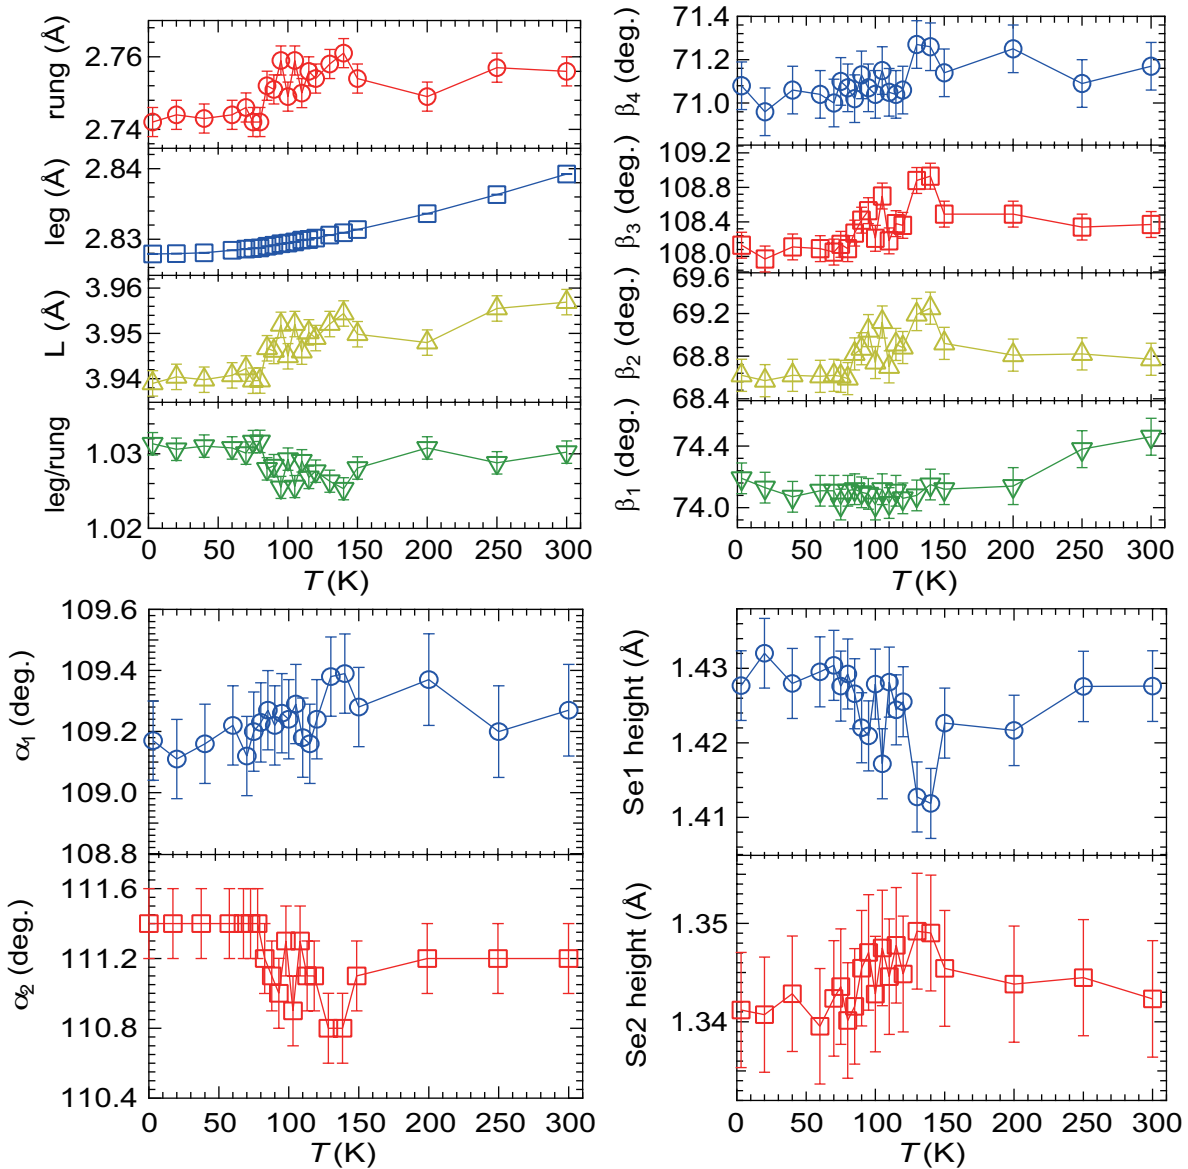 rung (Å)
2.76
2.74
leg (Å)
2.84
2.83
L (Å)
3.96
3.95
3.94
leg/rung
1.03
1.02
0 50 100 150 200 250 300
T (K)
β4 (deg.)
71.4
71.2
71.0
β3 (deg.)
109.2
108.8
108.4
108.0
β2 (deg.)
69.6
69.2
68.8
68.4
β1 (deg.)
74.4
74.0
0 50 100 150 200 250 300
T (K)
α1 (deg.)
109.6
109.4
109.2
109.0
108.8
α2 (deg.)
111.6
111.2
110.8
110.4
0 50 100 150 200 250 300
T (K)
Se1 height (Å)
1.43
1.42
1.41
Se2 height (Å)
1.35
1.34
0 50 100 150 200 250 300
T (K)